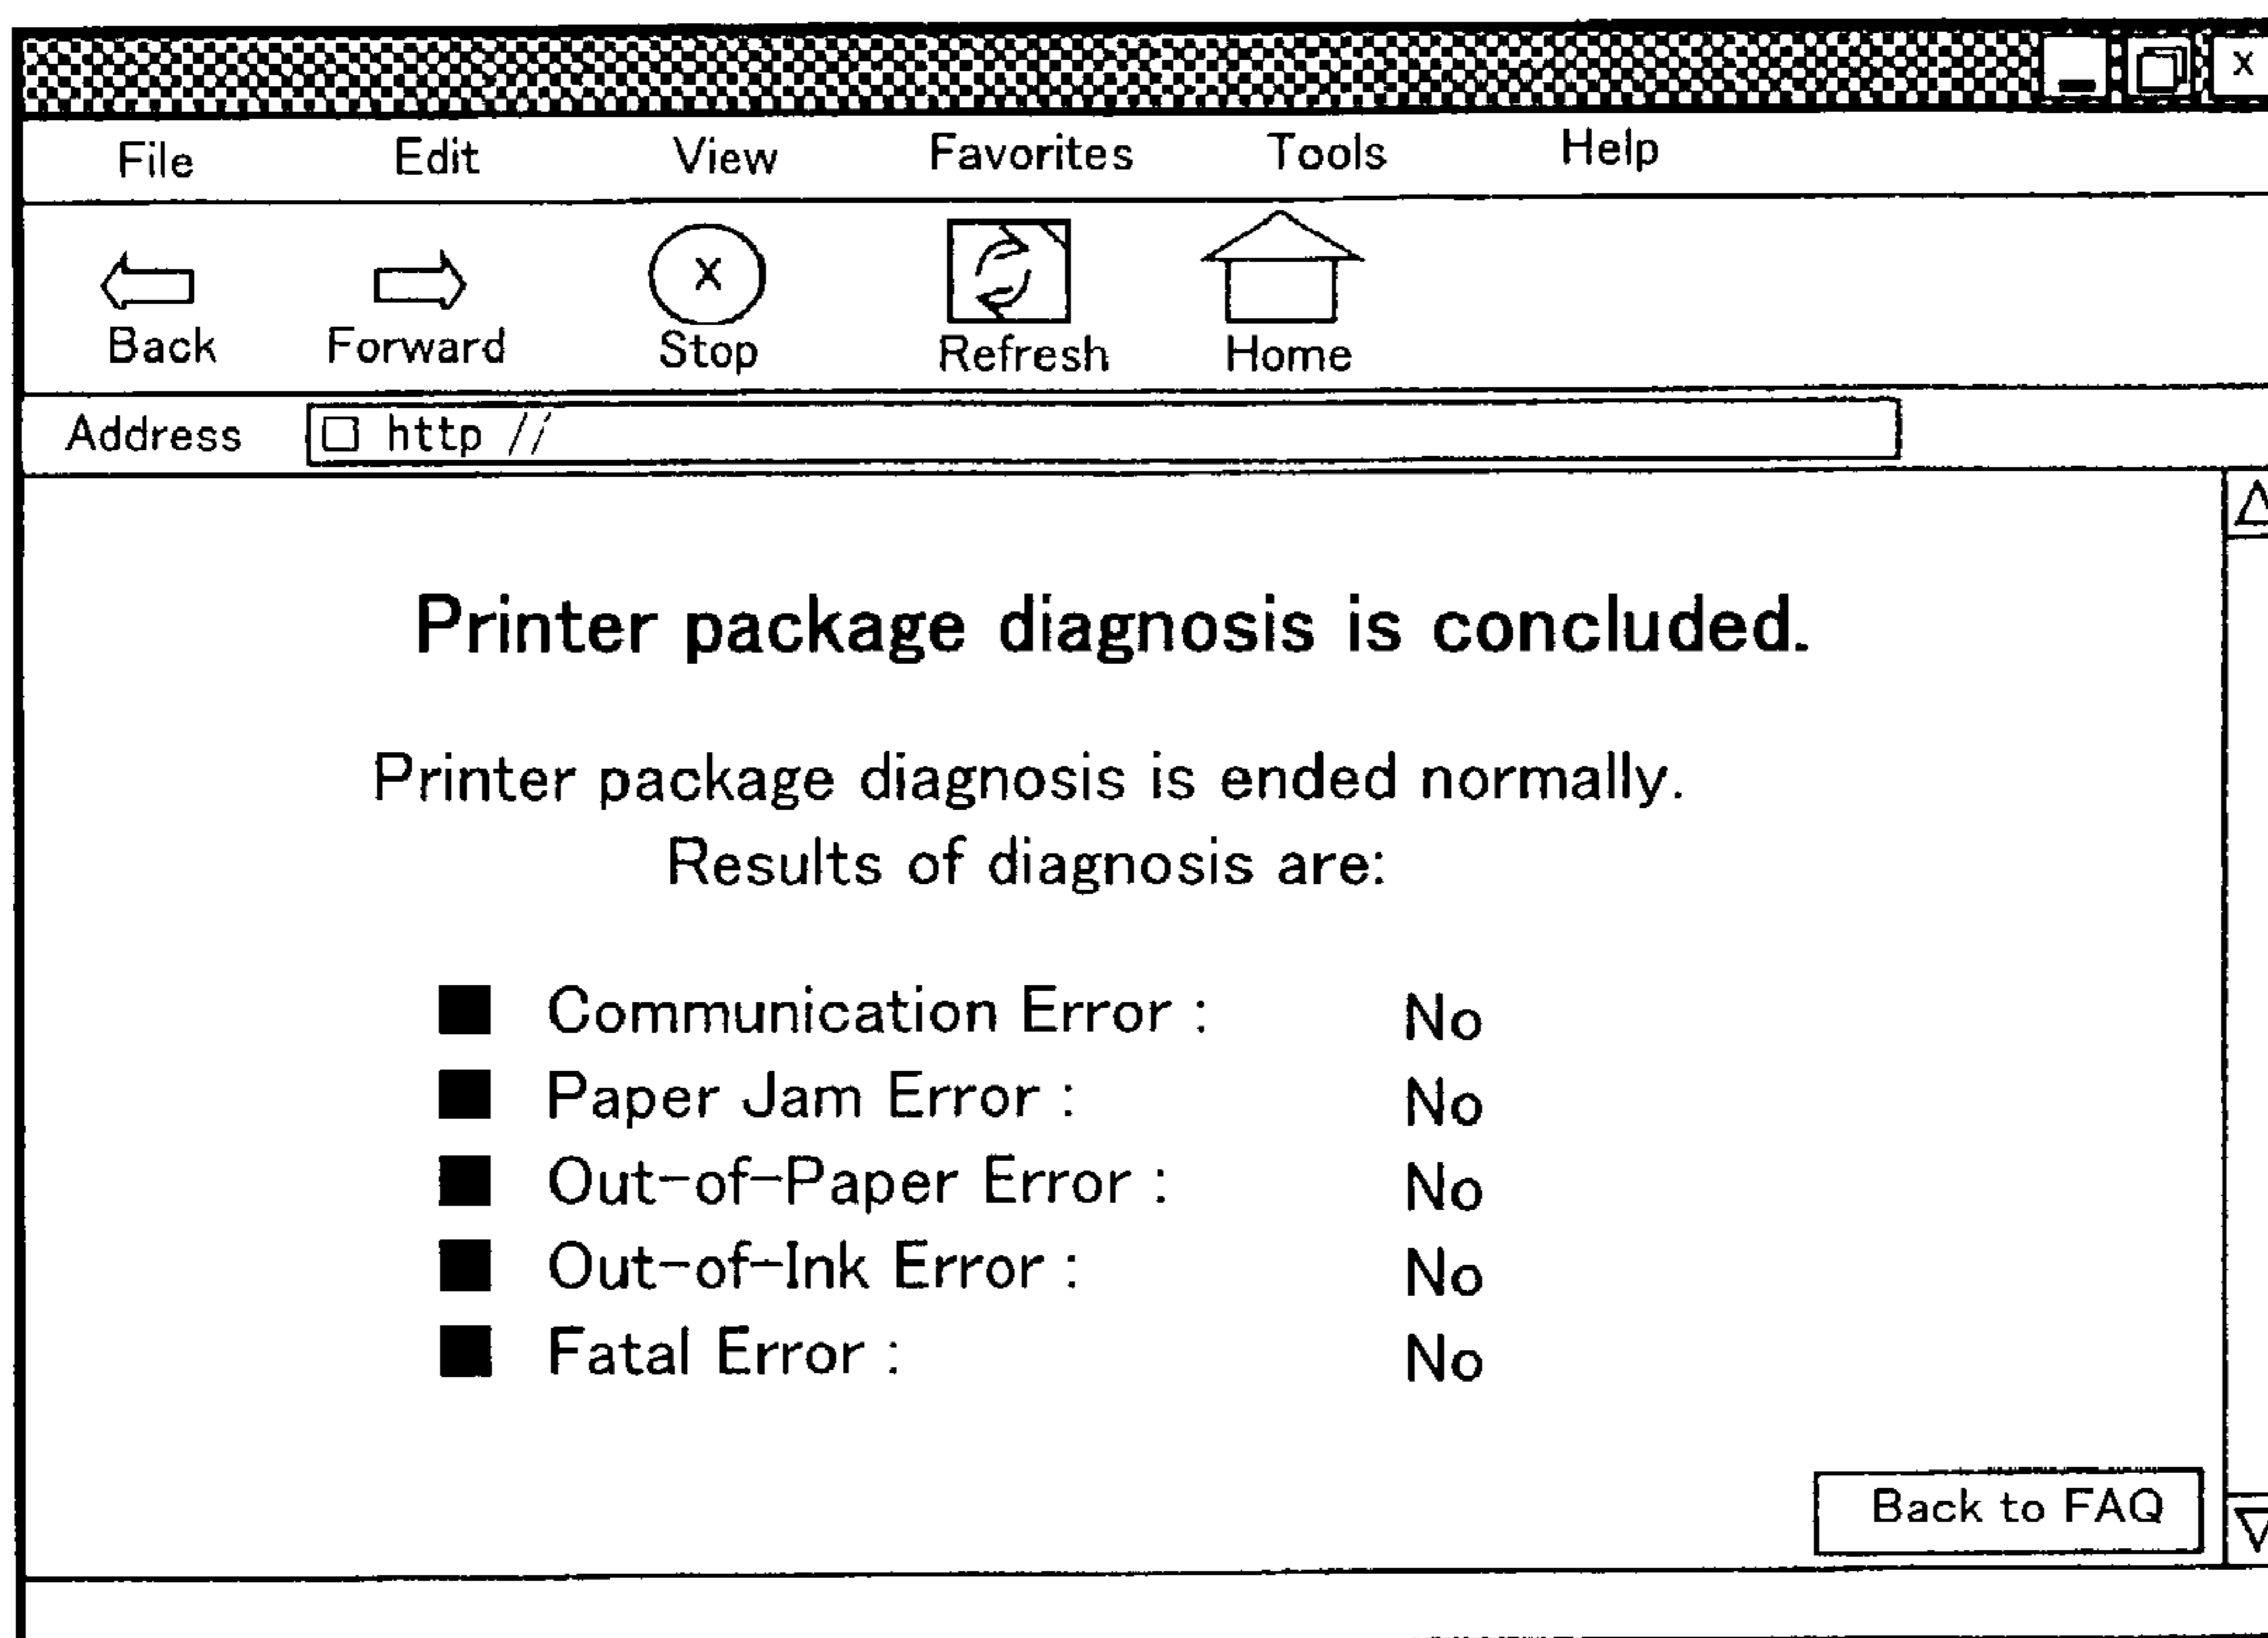 x
File Edit View Favorites Tools Help
X
Back Forward Stop Refresh Home
Address http //
Printer package diagnosis is concluded.
Printer package diagnosis is ended normally.
Results of diagnosis are:
Communication Error : No
Paper Jam Error : No
Out-of-Paper Error : No
Out-of-Ink Error : No
Fatal Error : No
Back to FAQ